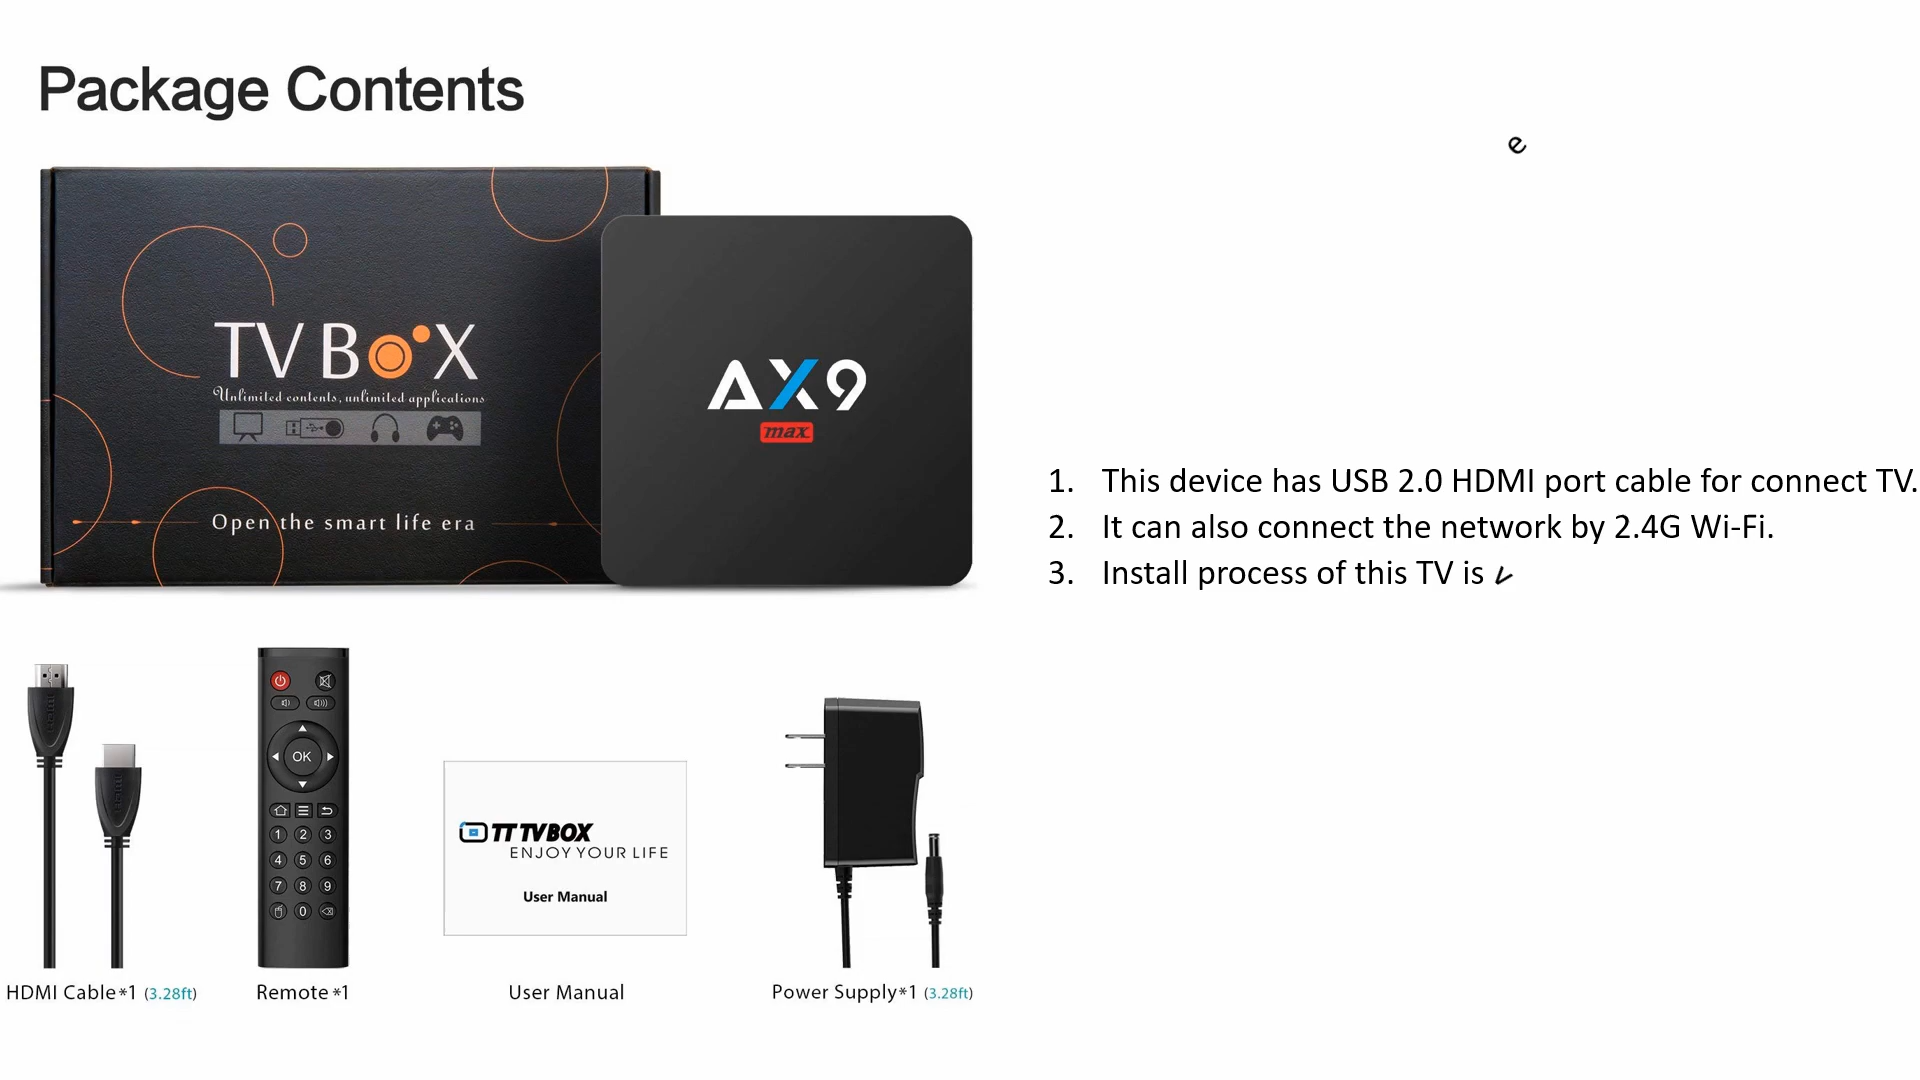 Package Contents
e
TV BOX
Unlimited contents, unlimited applications
Open the smart life era
AX9
max
1. This device has USB 2.0 HDMI port cable for connect TV.
2. It can also connect the network by 2.4G Wi-Fi.
3. Install process of this TV is v
OK
1 2 3
4 5 6
7 8 9
0
TT TVBOX
ENJOY YOUR LIFE
User Manual
HDMI Cable*1 (3.28ft)
Remote *1
User Manual
Power Supply*1 (3.28ft)